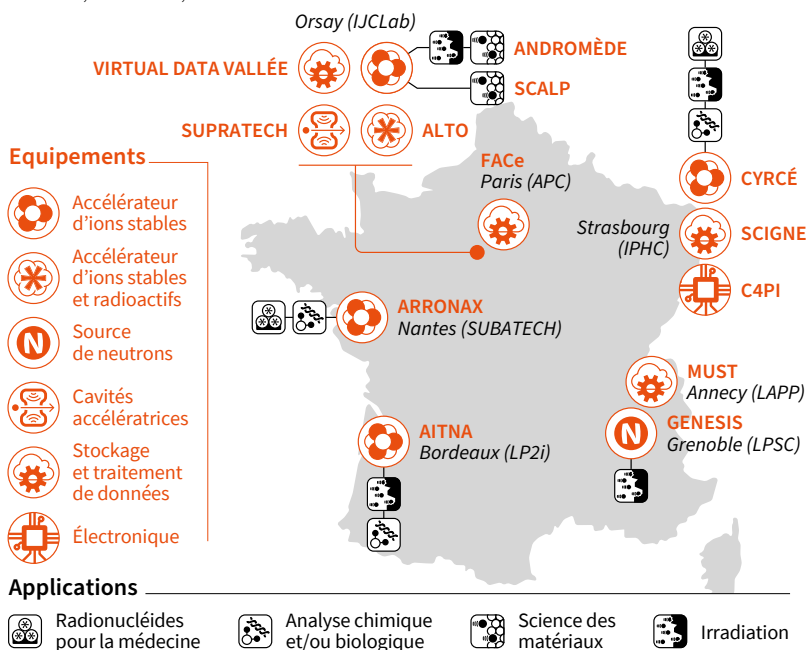 Orsay (IJCLab)
ANDROMÈDE
VIRTUAL DATA VALLÉE
SCALP
SUPRATECH
ALTO
FACe
Paris (APC)
CYRCÉ
Strasbourg
(IPHC)
SCIGNE
C4PI
ARRONAX
Nantes (SUBATECH)
MUST
Annecy (LAPP)
GENESIS
Grenoble (LPSC)
AITNA
Bordeaux (LP2i)
Equipements
Accélérateur
d'ions stables
Accélérateur
d'ions stables
et radioactifs
N
Source
de neutrons
Cavités
accélératrices
Stockage
et traitement
de données
Électronique
N
Applications
Radionucléides
pour la médecine
Analyse chimique
et/ou biologique
Science des
matériaux
Irradiation